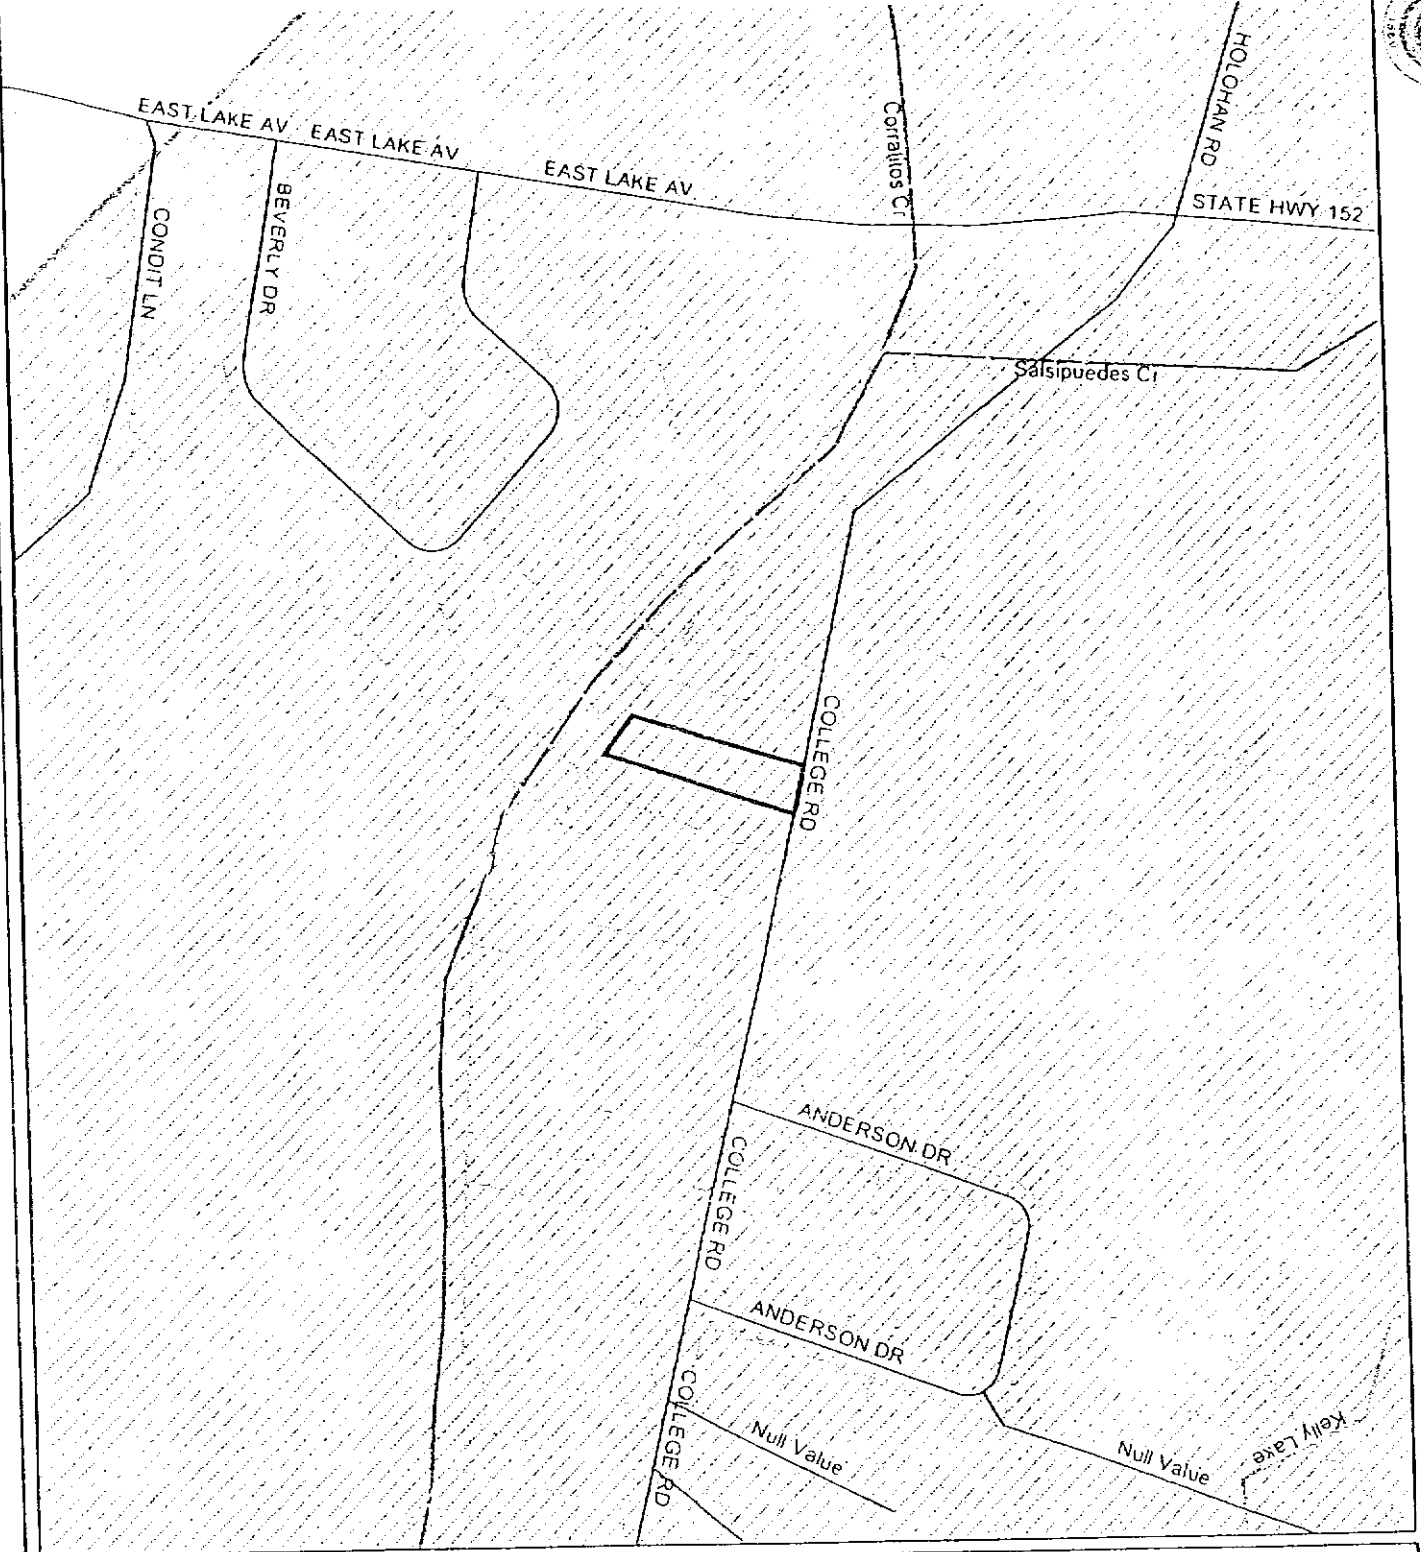 HOLOHAN RD
EAST LAKE AV
EAST LAKE AV
EAST LAKE AV
Corralitos Cr
STATE HWY 152
CONDIT LN
BEVERLY DR
Salsipuedes Cr
COLLEGE RD
ANDERSON DR
COLLEGE RD
ANDERSON DR
COLLEGE RD
Null Value
Null Value
Kelly Lake